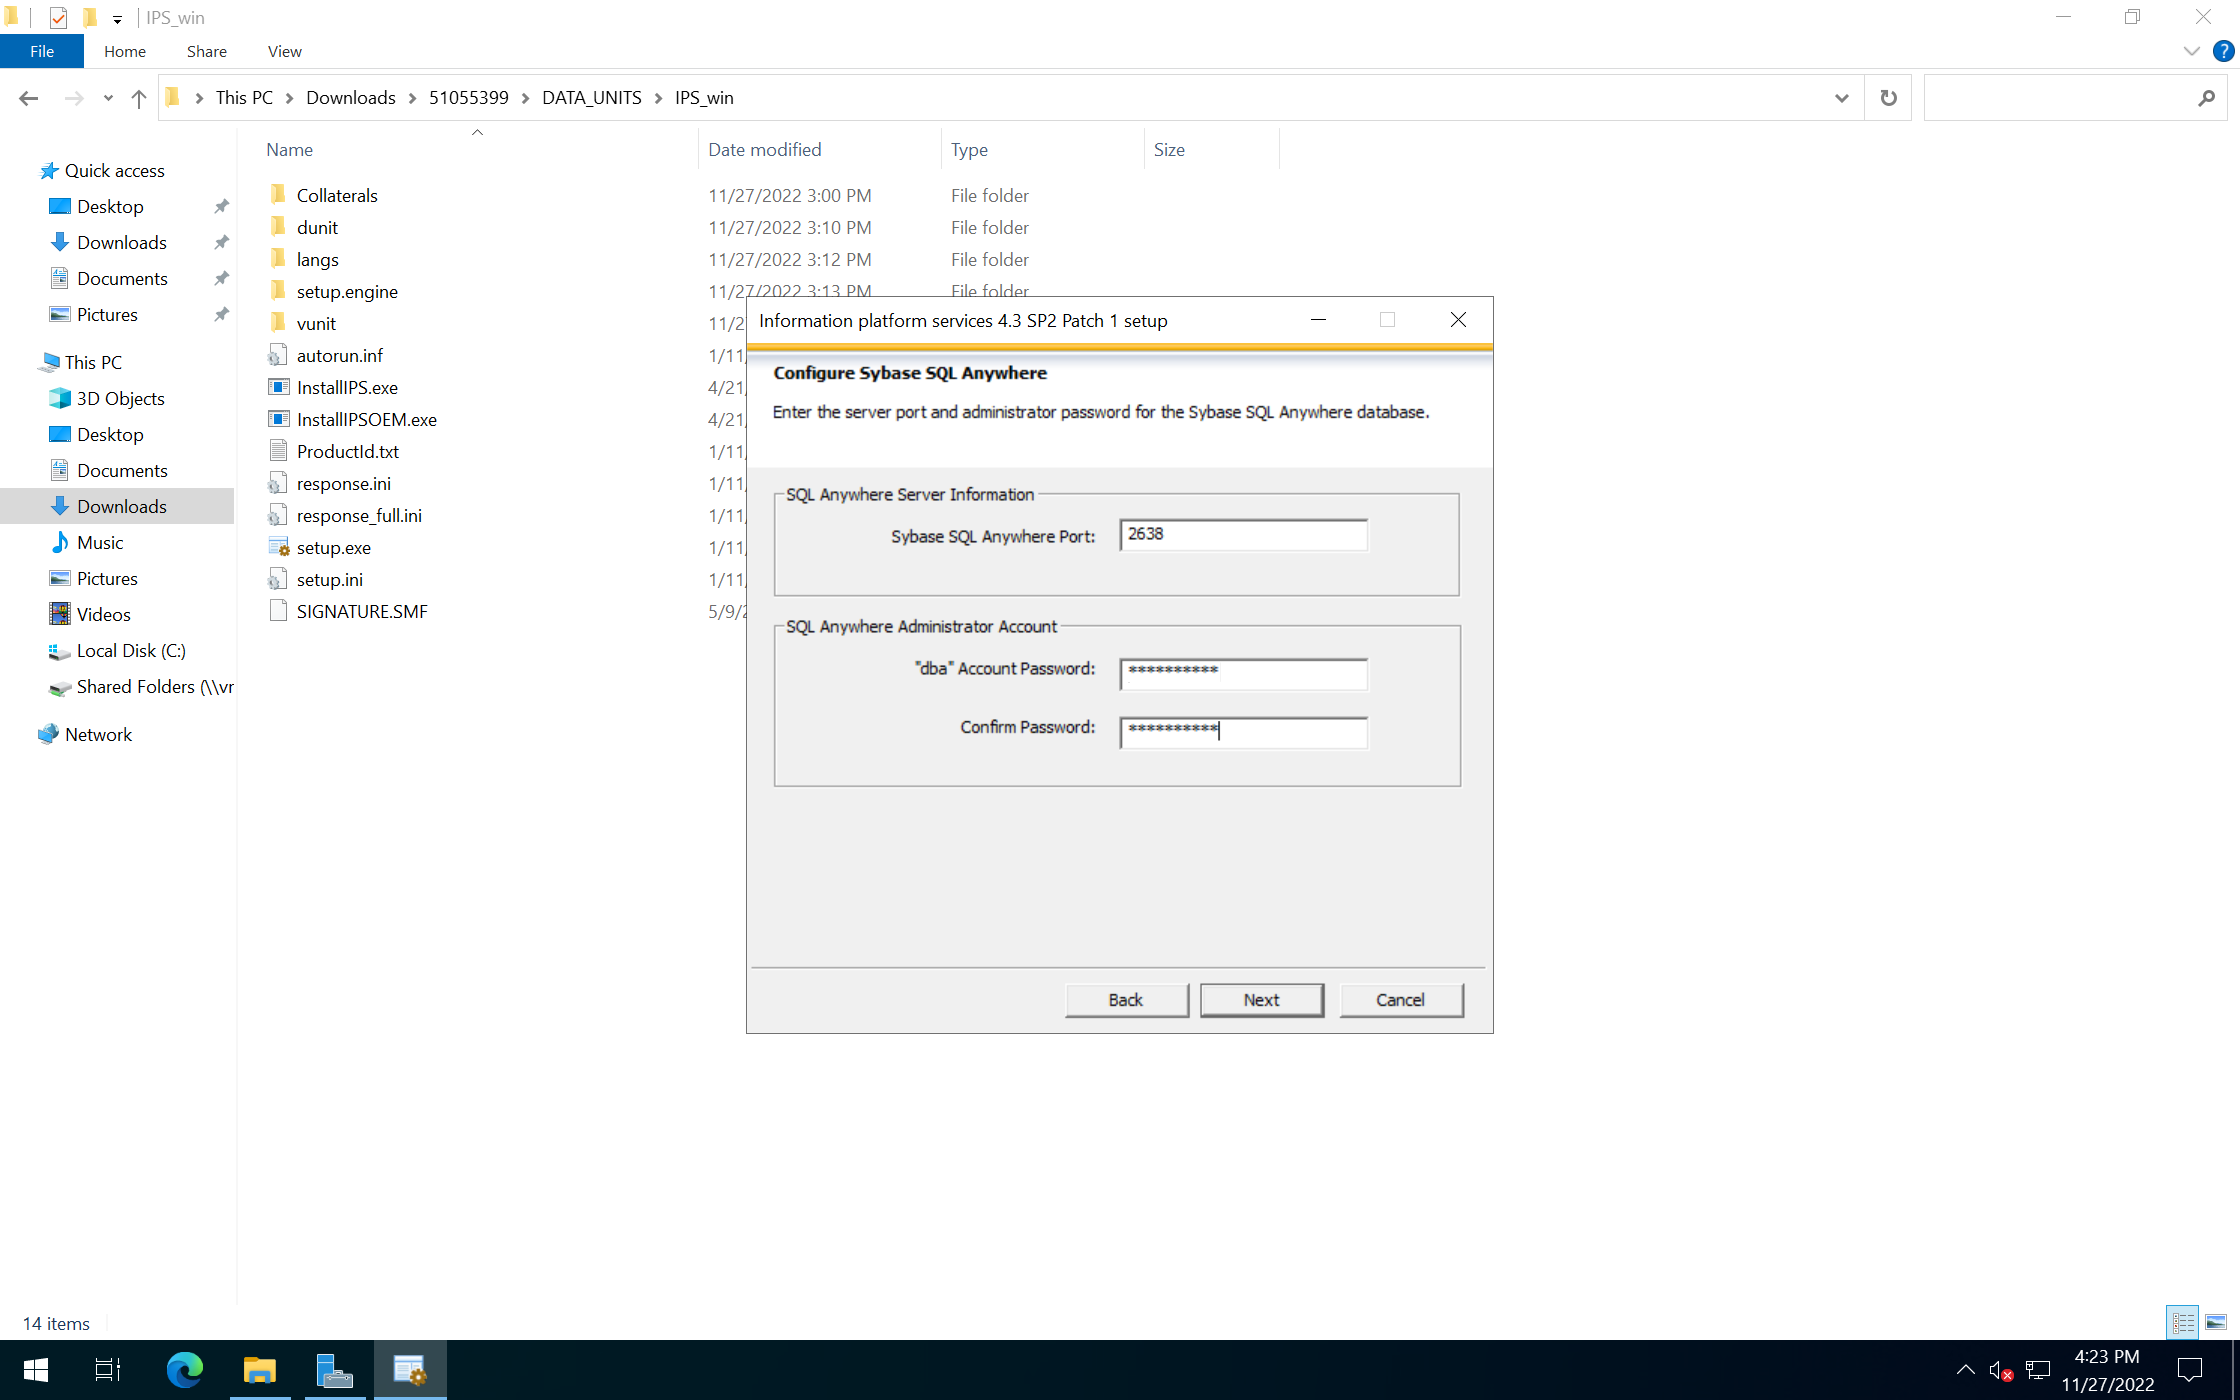 IPS_win
File
Home
Share
View
?
This PC
Downloads
51055399
DATA_UNITS
IPS_win
Name
Date modified
Type
Size
Quick access
Desktop
Downloads
Documents
Pictures
This PC
3D Objects
Desktop
Documents
Downloads
Music
Pictures
Videos
Local Disk (C:)
Shared Folders (\\vr
Network
Collaterals 11/27/2022 3:00 PM File folder
dunit 11/27/2022 3:10 PM File folder
langs 11/27/2022 3:12 PM File folder
setup.engine 11/27/2022 3:13 PM File folder
vunit 11/2
autorun.inf 1/11,
InstallIPS.exe 4/21,
InstallIPSOEM.exe 4/21,
ProductId.txt 1/11,
response.ini 1/11,
response_full.ini 1/11,
setup.exe 1/11,
setup.ini 1/11,
SIGNATURE.SMF 5/9/2
Information platform services 4.3 SP2 Patch 1 setup
Configure Sybase SQL Anywhere
Enter the server port and administrator password for the Sybase SQL Anywhere database.
SQL Anywhere Server Information
Sybase SQL Anywhere Port: 2638
SQL Anywhere Administrator Account
"dba" Account Password: **********
Confirm Password: **********
Back
Next
Cancel
14 items
4:23 PM
11/27/2022